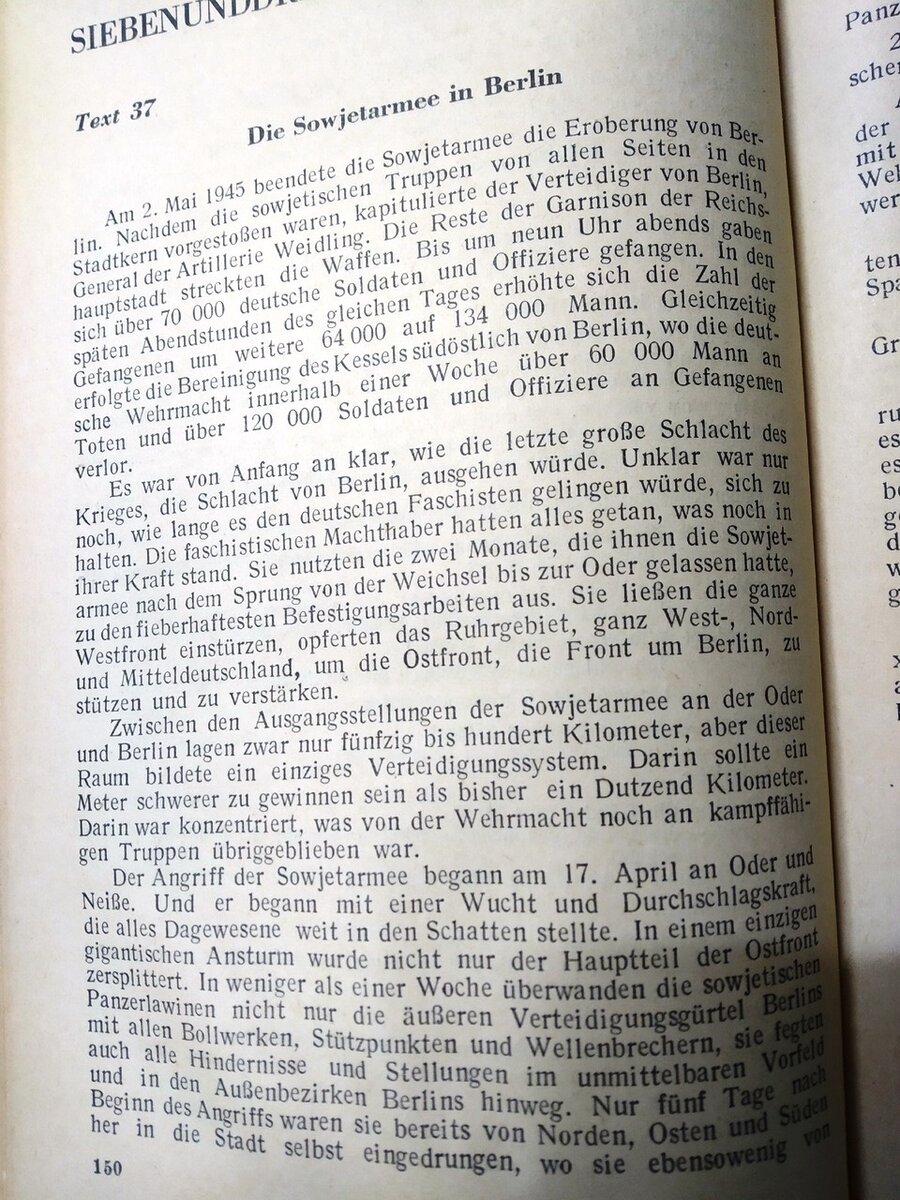 SIEBENUNDDR
Text 37
Die Sowjetarmee in Berlin
Am 2. Mai 1945 beendete die Sowjetarmee die Eroberung von Ber-
lin. Nachdem die sowjetischen Truppen von allen Seiten in den
Stadtkern vorgestoßen waren, kapitulierte der Verteidiger von Berlin,
General der Artillerie Weidling. Die Reste der Garnison der Reichs-
hauptstadt streckten die Waffen. Bis um neun Uhr abends gaben
sich über 70 000 deutsche Soldaten und Offiziere gefangen. In den
späten Abendstunden des gleichen Tages erhöhte sich die Zahl der
Gefangenen um weitere 64 000 auf 134 000 Mann. Gleichzeitig
erfolgte die Bereinigung des Kessels südöstlich von Berlin, wo die deut-
sche Wehrmacht innerhalb einer Woche über 60 000 Mann an
Toten und über 120 000 Soldaten und Offiziere an Gefangenen
verlor.
Es war von Anfang an klar, wie die letzte große Schlacht des
Krieges, die Schlacht von Berlin, ausgehen würde. Unklar war nur
noch, wie lange es den deutschen Faschisten gelingen würde, sich zu
halten. Die faschistischen Machthaber hatten alles getan, was noch in
ihrer Kraft stand. Sie nutzten die zwei Monate, die ihnen die Sowjet-
armee nach dem Sprung von der Weichsel bis zur Oder gelassen hatte,
zu den fieberhaftesten Befestigungsarbeiten aus. Sie ließen die ganze
Westfront einstürzen, opferten das Ruhrgebiet, ganz West-, Nord-
und Mitteldeutschland, um die Ostfront, die Front um Berlin, zu
stützen und zu verstärken.
Zwischen den Ausgangsstellungen der Sowjetarmee an der Oder
und Berlin lagen zwar nur fünfzig bis hundert Kilometer, aber dieser
Raum bildete ein einziges Verteidigungssystem. Darin sollte ein
Meter schwerer zu gewinnen sein als bisher ein Dutzend Kilometer.
Darin war konzentriert, was von der Wehrmacht noch an kampffähi-
gen Truppen übriggeblieben war.
Der Angriff der Sowjetarmee begann am 17. April an Oder und
Neiße. Und er begann mit einer Wucht und Durchschlagskraft,
die alles Dagewesene weit in den Schatten stellte. In einem einzigen
gigantischen Ansturm wurde nicht nur der Hauptteil der Ostfront
zersplittert. In weniger als einer Woche überwanden die sowjetischen
Panzerlawinen nicht nur die äußeren Verteidigungsgürtel Berlins
mit allen Bollwerken, Stützpunkten und Wellenbrechern, sie fegten
auch alle Hindernisse und Stellungen im unmittelbaren Vorfeld
und in den Außenbezirken Berlins hinweg. Nur fünf Tage nach
Beginn des Angriffs waren sie bereits von Norden, Osten und Süden
her in die Stadt selbst eingedrungen, wo sie ebensowenig von
150
Panz
2
scher
der
mit
Weh
wer
ten
Spa
Gr
ru
es
es